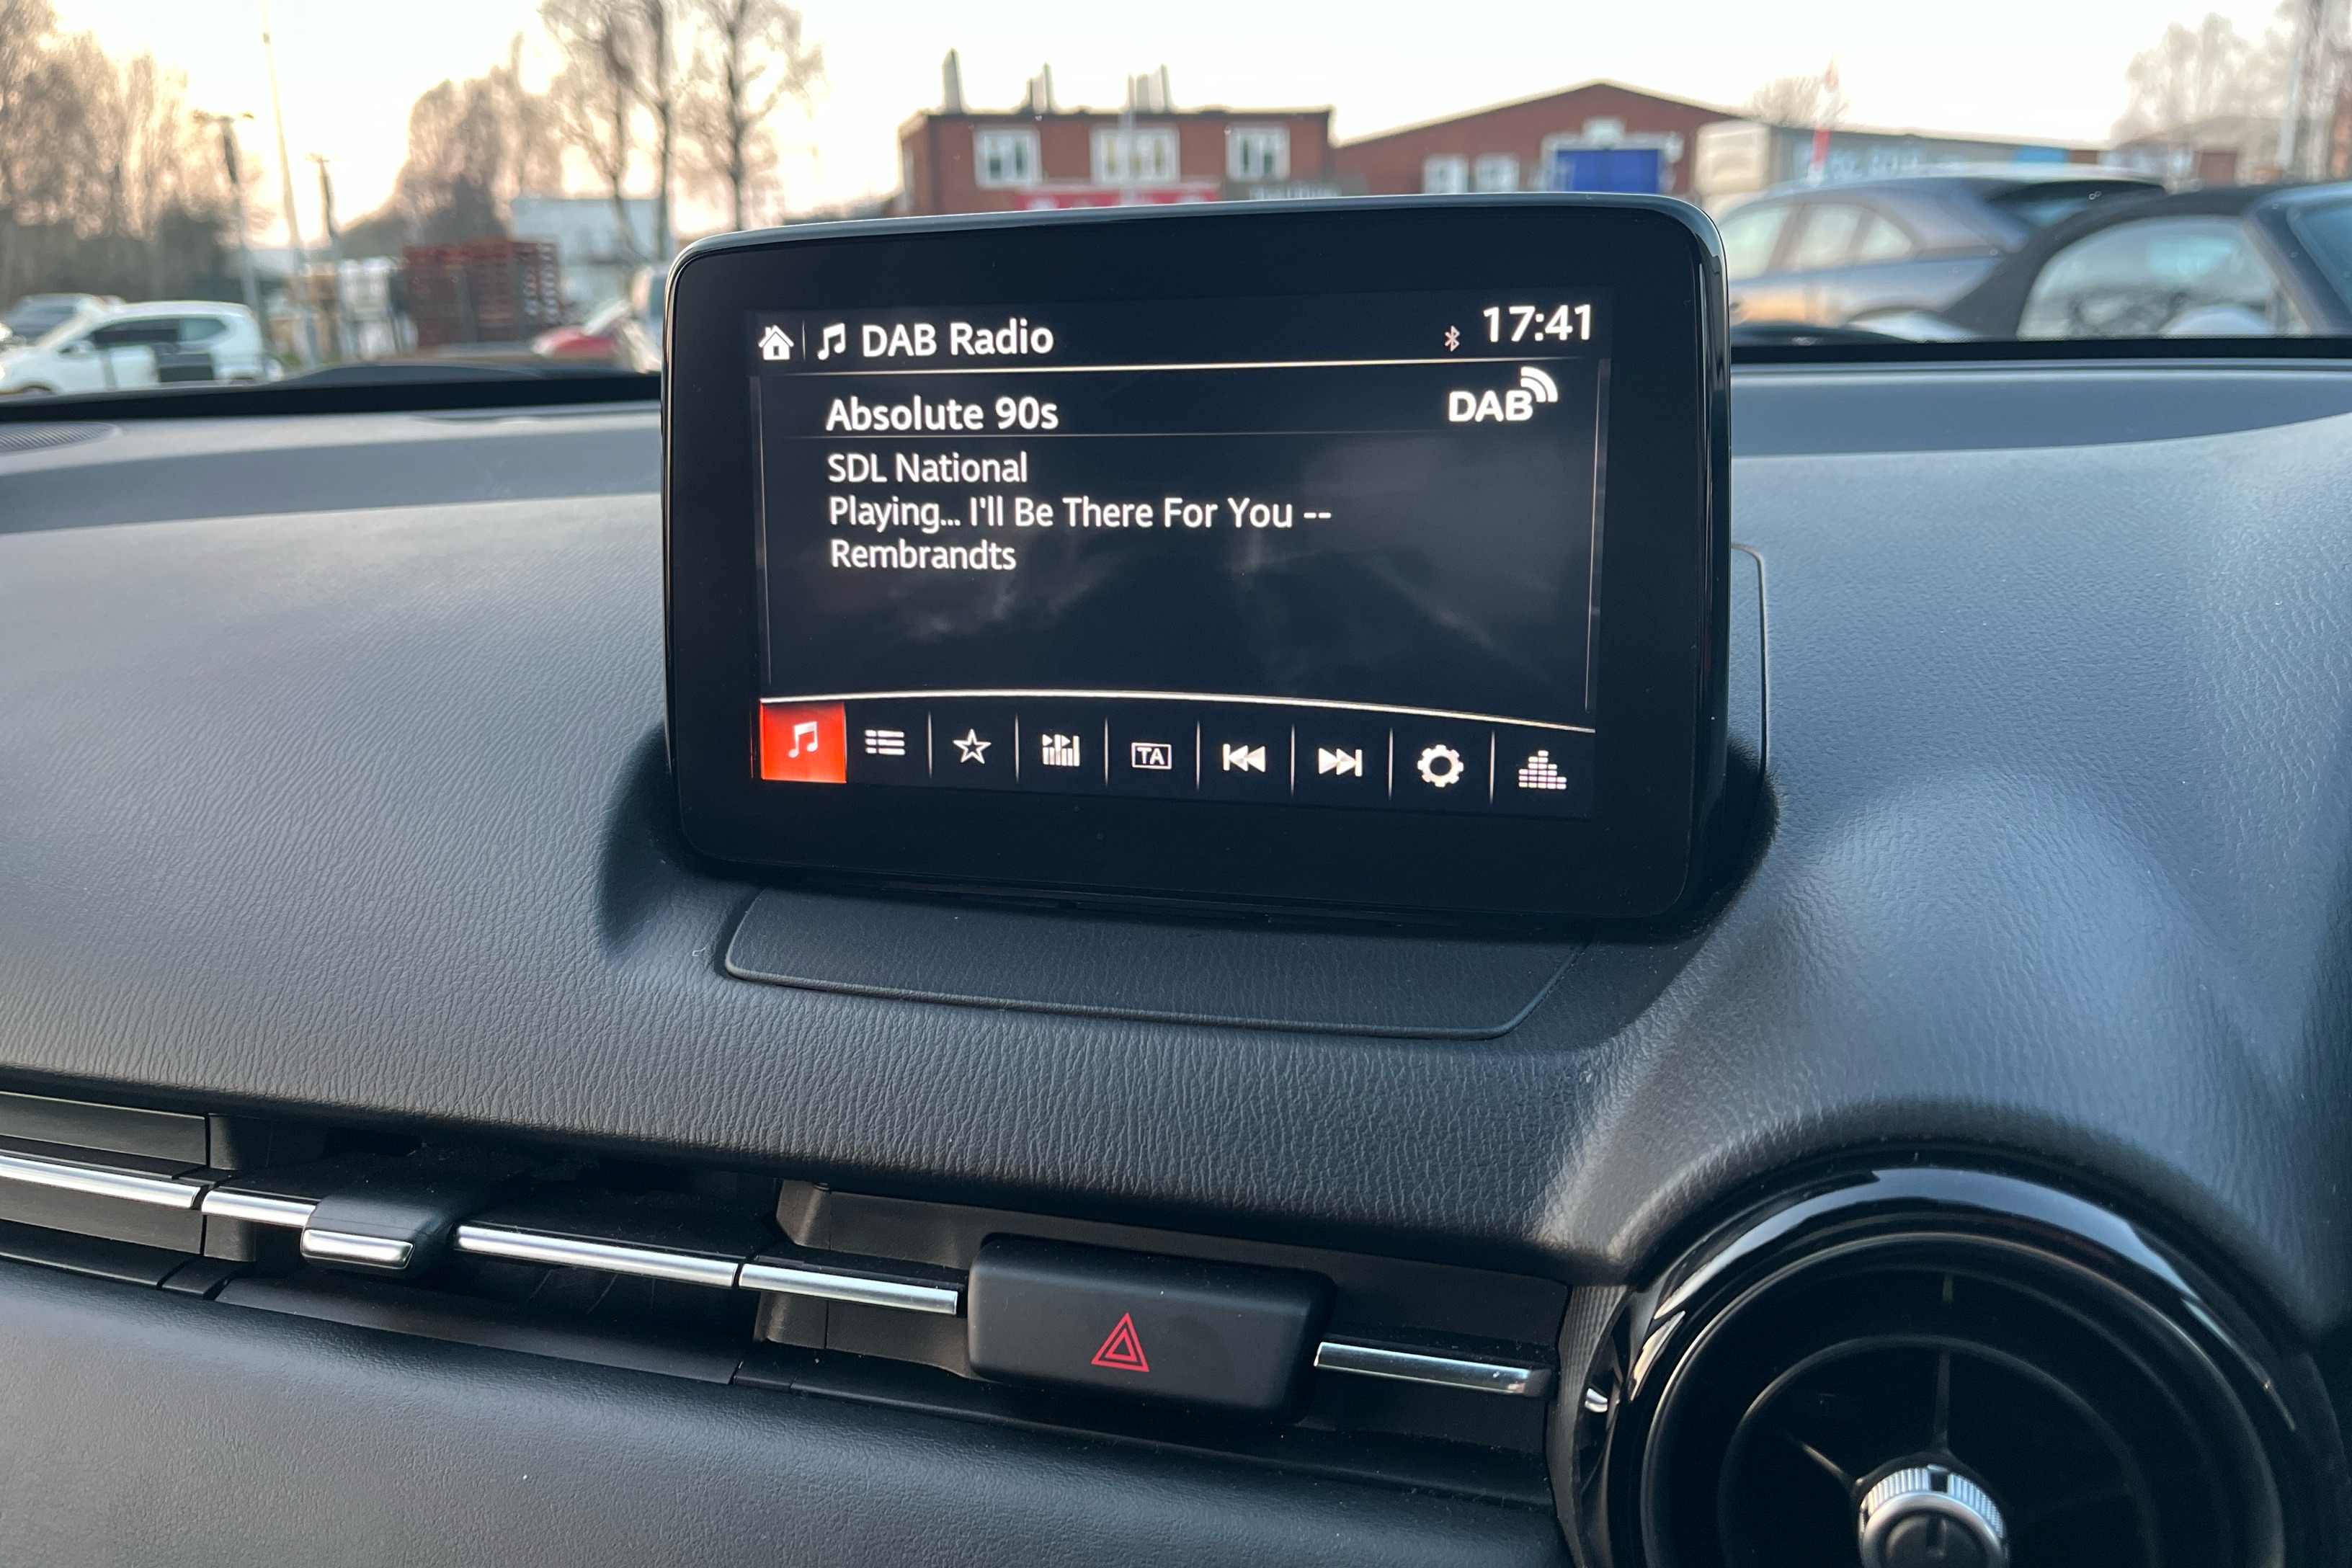 DAB Radio
17:41
Absolute 90s
DAB
SDL National
Playing... I'll Be There For You --
Rembrandts
TA